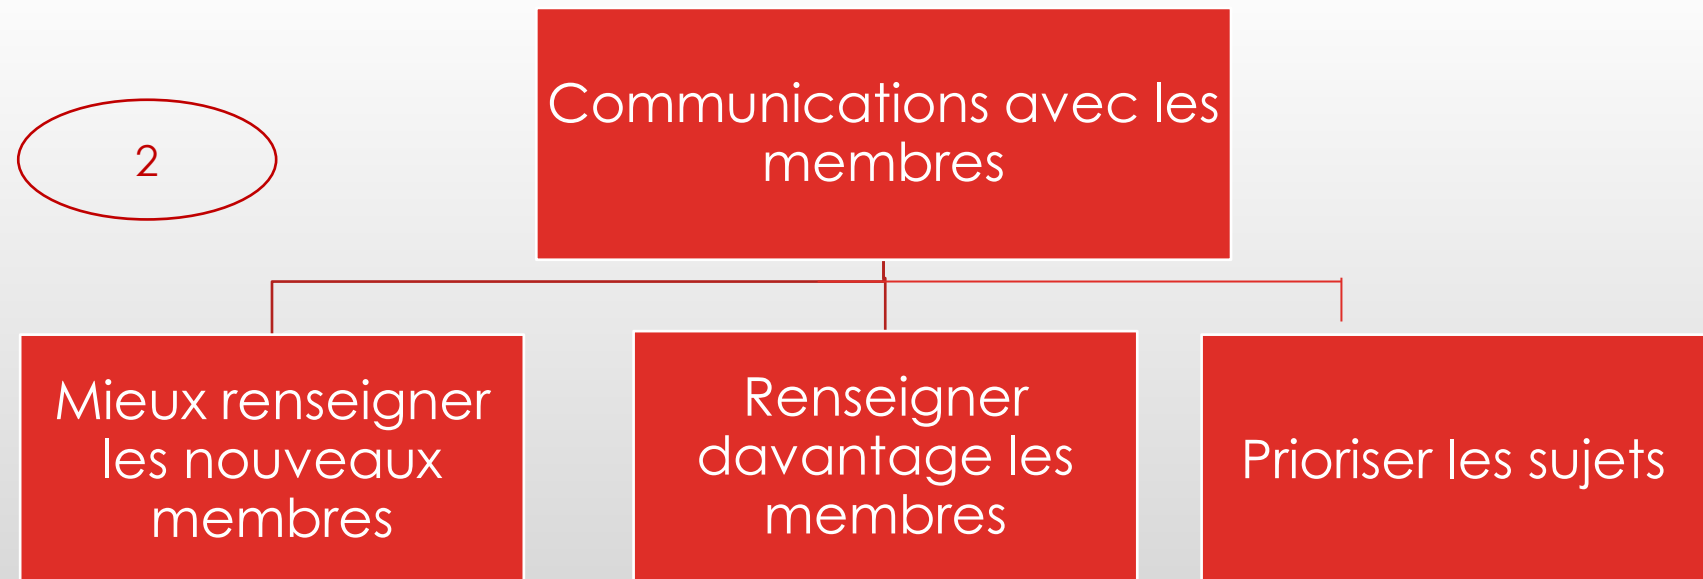 2
Communications avec les
membres
Mieux renseigner
les nouveaux
membres
Renseigner
davantage les
membres
Prioriser les sujets